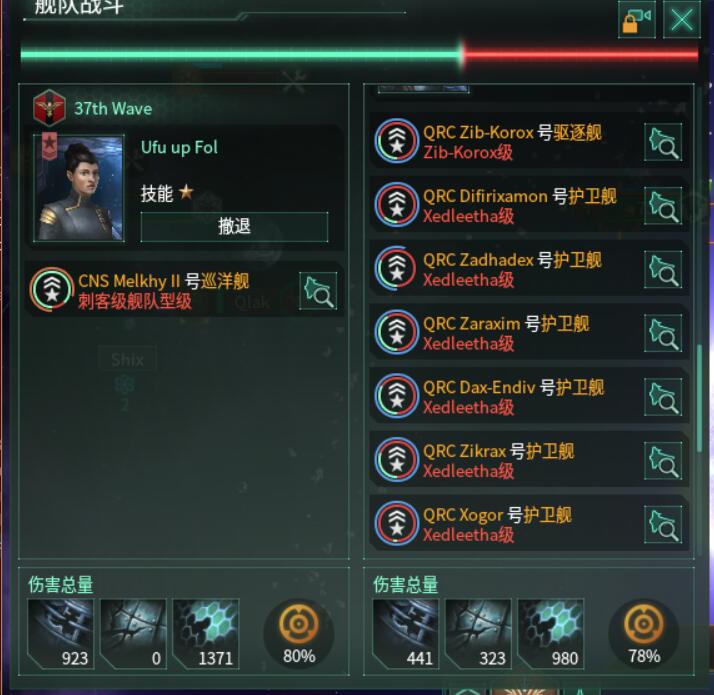 舰队战斗
37th Wave
Ufu up Fol
技能
撤退
CNS Melkhy II 号巡洋舰
刺客级舰队型级
Qlak
Shix
2
伤害总量
923
0
1371
80%
QRC Zib-Korox 号驱逐舰
Zib-Korox级
QRC Difirixamon 号护卫舰
Xedleetha级
QRC Zadhadex 号护卫舰
Xedleetha级
QRC Zaraxim 号护卫舰
Xedleetha级
QRC Dax-Endiv 号护卫舰
Xedleetha级
QRC Zikrax 号护卫舰
Xedleetha级
QRC Xogor 号护卫舰
Xedleetha级
伤害总量
441
323
980
78%